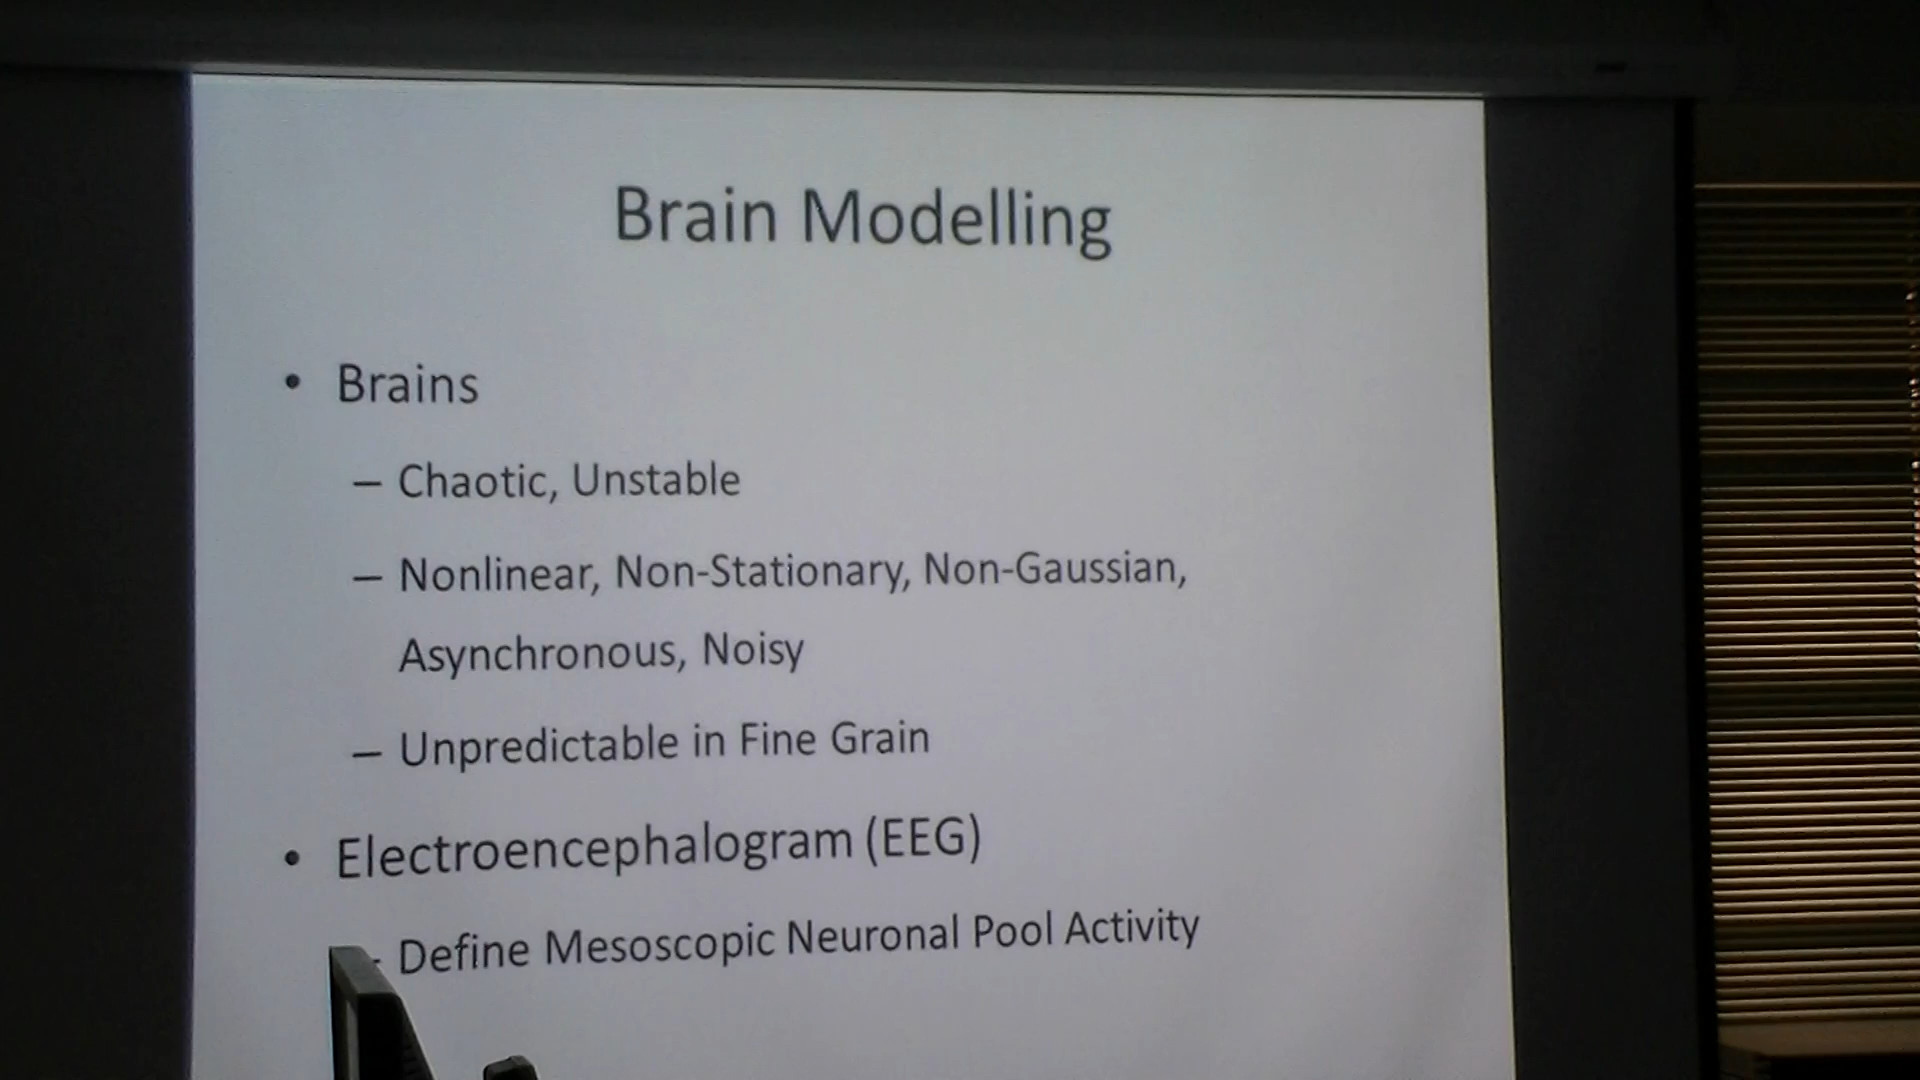 Brain Modelling
• Brains
– Chaotic, Unstable
– Nonlinear, Non-Stationary, Non-Gaussian,
Asynchronous, Noisy
– Unpredictable in Fine Grain
• Electroencephalogram (EEG)
- Define Mesoscopic Neuronal Pool Activity